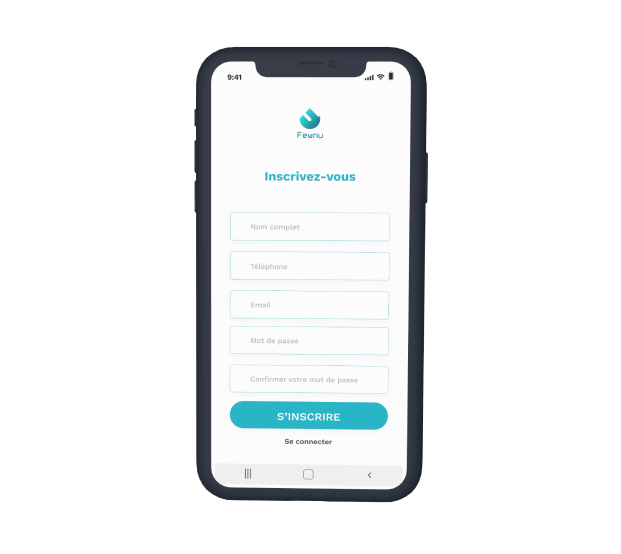 9:41
Fewnu
Inscrivez-vous
Nom complet
Téléphone
Email
Mot de passe
Confirmer votre mot de passe
S'INSCRIRE
Se connecter